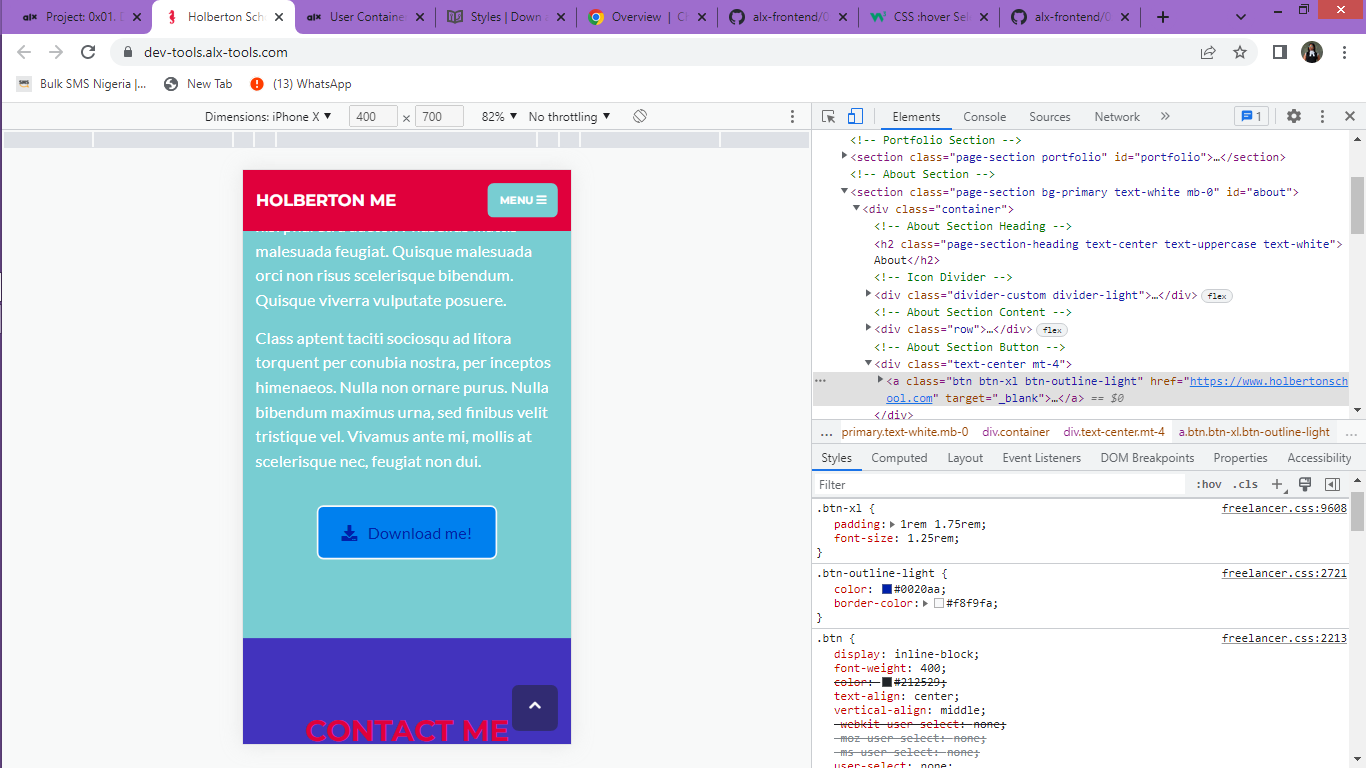 Project: 0x01. D
Holberton Sch
User Container
Styles | Down A
Overview | Ch
alx-frontend/0
CSS :hover Sel
alx-frontend/0
dev-tools.alx-tools.com
Bulk SMS Nigeria |...
New Tab
(13) WhatsApp
Dimensions: iPhone X
400
×
700
82%
No throttling
HOLBERTON ME
MENU
malesuada feugiat. Quisque malesuada
orci non risus scelerisque bibendum.
Quisque viverra vulputate posuere.
Class aptent taciti sociosqu ad litora
torquent per conubia nostra, per inceptos
himenaeos. Nulla non ornare purus. Nulla
bibendum maximus urna, sed finibus velit
tristique vel. Vivamus ante mi, mollis at
scelerisque nec, feugiat non dui.
Download me!
CONTACT ME
Elements
Console
Sources
Network
»
1
<!-- Portfolio Section -->
<section class="page-section portfolio" id="portfolio">…</section>
<!-- About Section -->
<section class="page-section bg-primary text-white mb-0" id="about">
<div class="container">
<!-- About Section Heading -->
<h2 class="page-section-heading text-center text-uppercase text-white">
About</h2>
<!-- Icon Divider -->
<div class="divider-custom divider-light">…</div> flex
<!-- About Section Content -->
<div class="row">…</div> flex
<!-- About Section Button -->
<div class="text-center mt-4">
<a class="btn btn-xl btn-outline-light" href="https://www.holbertonsch
ool.com" target="_blank">…</a> == $0
</div>
... primary.text-white.mb-0 div.container div.text-center.mt-4 a.btn.btn-xl.btn-outline-light ...
Styles Computed Layout Event Listeners DOM Breakpoints Properties Accessibility
Filter
:hov .cls
.btn-xl { freelancer.css:9608
padding: 1rem 1.75rem;
font-size: 1.25rem;
}
.btn-outline-light { freelancer.css:2721
color: #0020aa;
border-color: #f8f9fa;
}
.btn { freelancer.css:2213
display: inline-block;
font-weight: 400;
color: #212529;
text-align: center;
vertical-align: middle;
-webkit-user-select: none;
-moz-user-select: none;
-ms-user-select: none;
user-select: none;